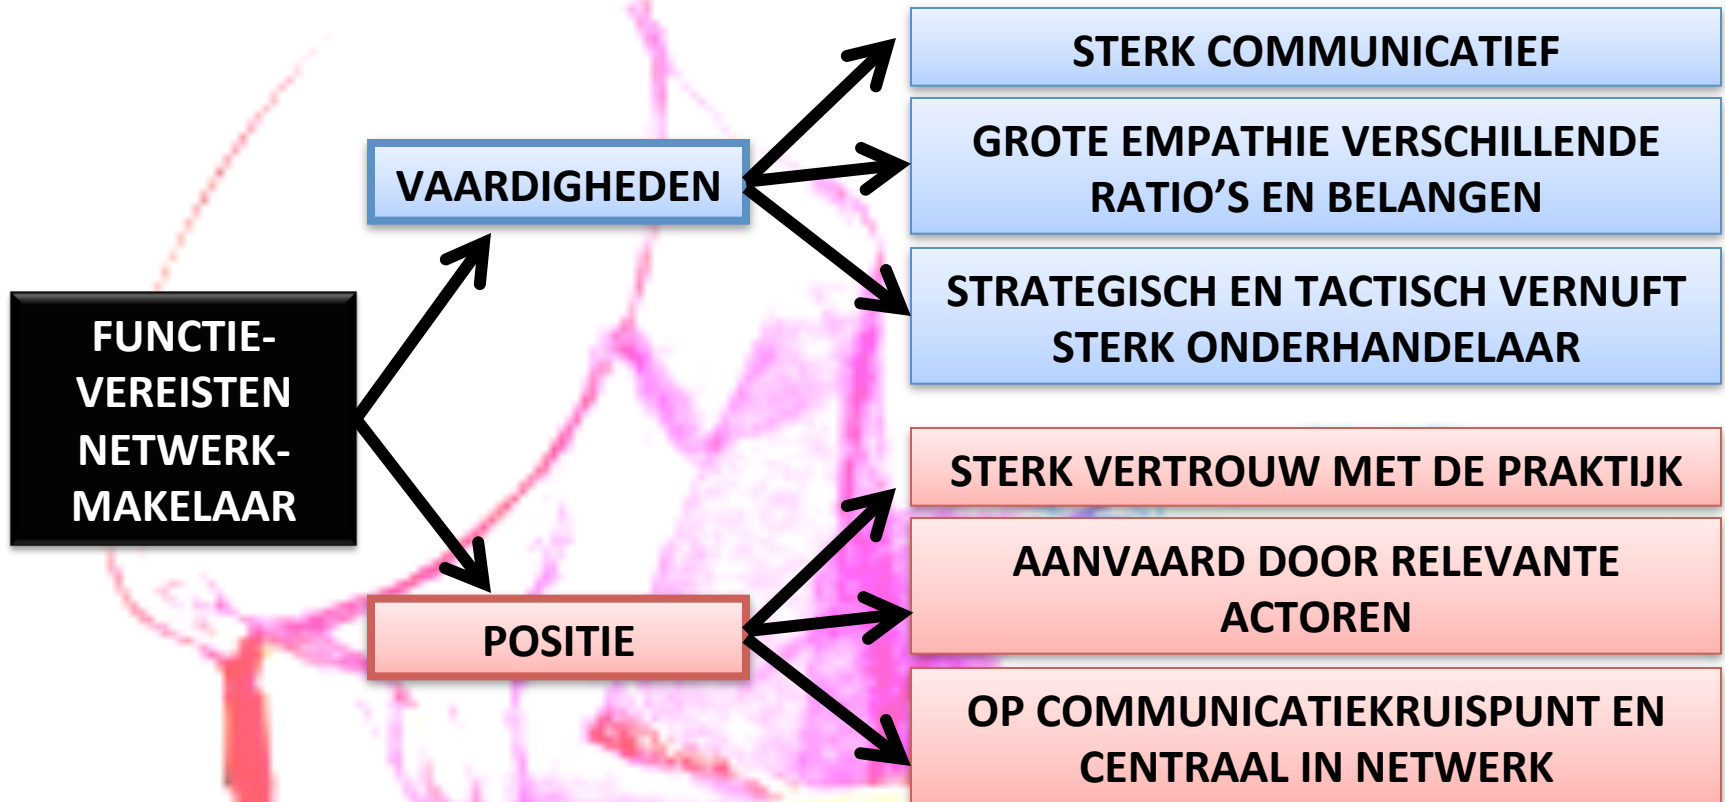 FUNCTIE-
VEREISTEN
NETWERK-
MAKELAAR
VAARDIGHEDEN
STERK COMMUNICATIEF
GROTE EMPATHIE VERSCHILLENDE
RATIO’S EN BELANGEN
STRATEGISCH EN TACTISCH VERNUFT
STERK ONDERHANDELAAR
POSITIE
STERK VERTROUW MET DE PRAKTIJK
AANVAARD DOOR RELEVANTE
ACTOREN
OP COMMUNICATIEKRUISPUNT EN
CENTRAAL IN NETWERK